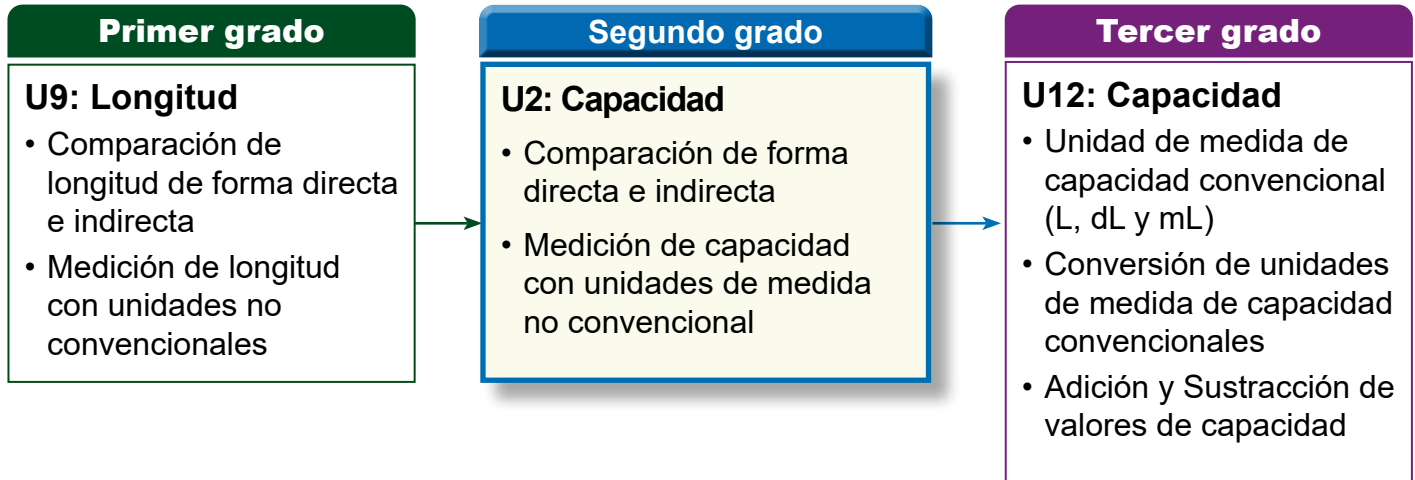 Primer grado
U9: Longitud
• Comparación de
longitud de forma directa
e indirecta
• Medición de longitud
con unidades no
convencionales
Segundo grado
U2: Capacidad
• Comparación de forma
directa e indirecta
• Medición de capacidad
con unidades de medida
no convencional
Tercer grado
U12: Capacidad
• Unidad de medida de
capacidad convencional
(L, dL y mL)
• Conversión de unidades
de medida de capacidad
convencionales
• Adición y Sustracción de
valores de capacidad